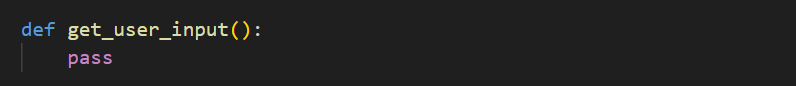 def get_user_input():
    pass